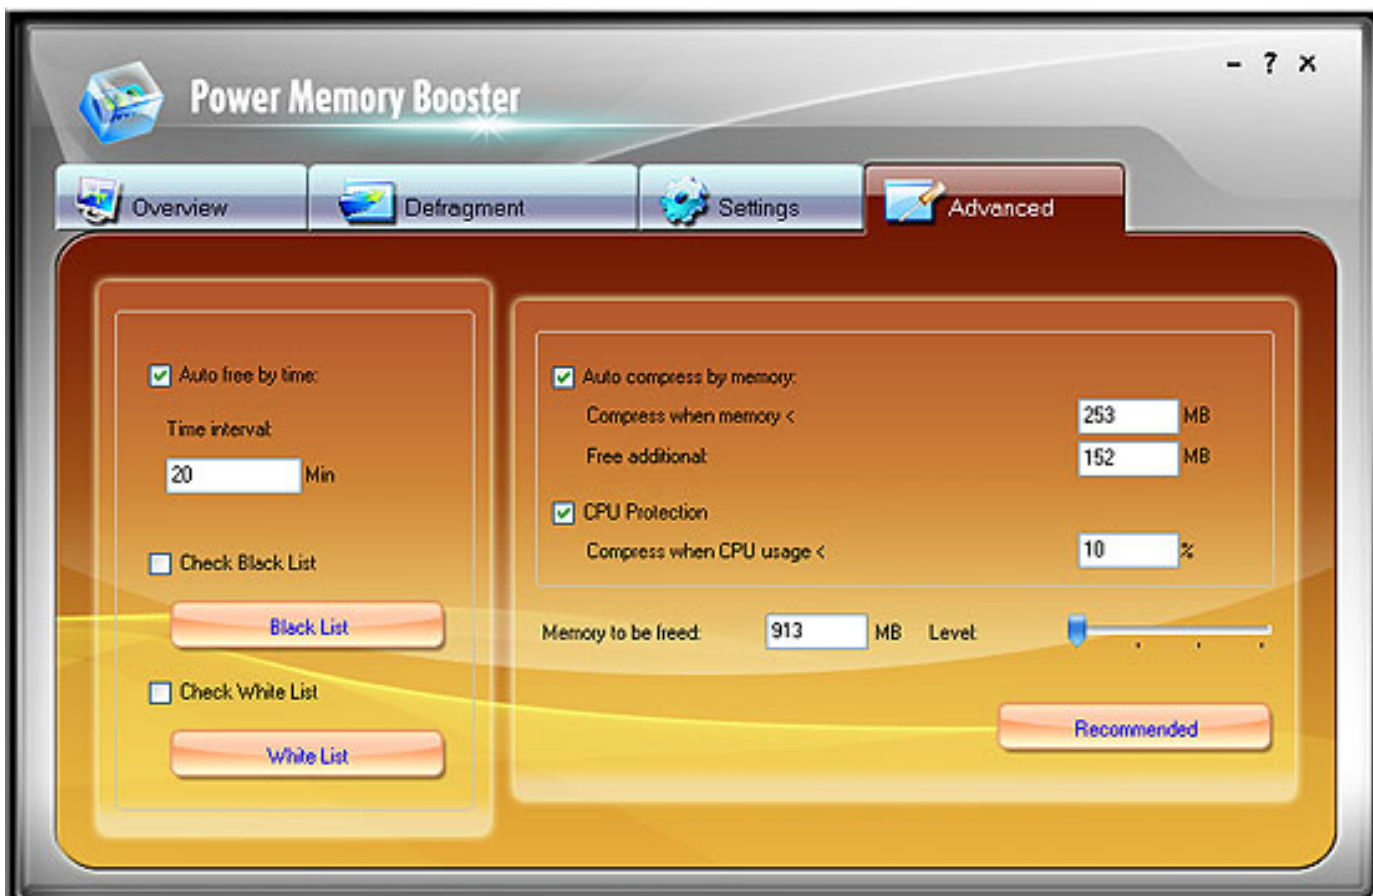 Power Memory Booster
– ? ×
Overview
Defragment
Settings
Advanced
Auto free by time:
Time interval:
20 Min
Check Black List
Black List
Check White List
White List
Auto compress by memory:
Compress when memory < 253 MB
Free additional: 152 MB
CPU Protection
Compress when CPU usage < 10 %
Memory to be freed: 913 MB Level:
Recommended